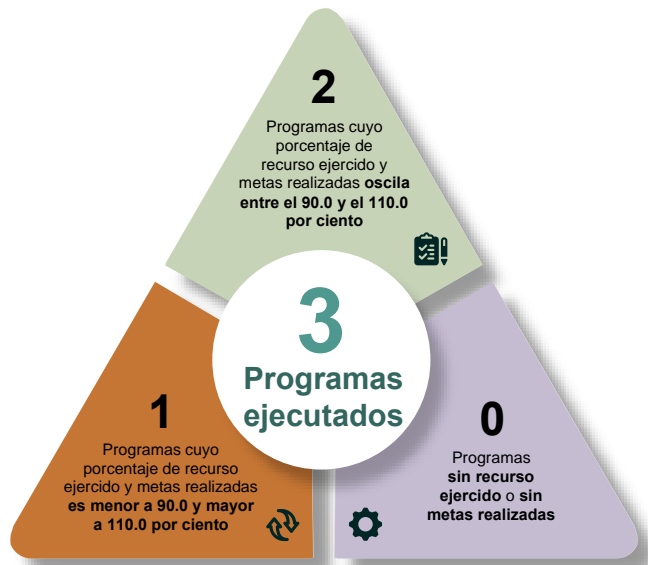 2
Programas cuyo
porcentaje de
recurso ejercido y
metas realizadas oscila
entre el 90.0 y el 110.0
por ciento
3
Programas
ejecutados
1
Programas cuyo
porcentaje de recurso
ejercido y metas realizadas
es menor a 90.0 y mayor
a 110.0 por ciento
0
Programas
sin recurso
ejercido o sin
metas realizadas